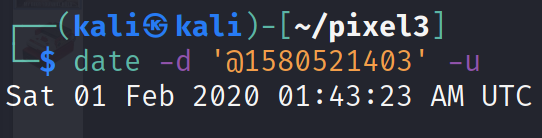 ┌──(kali㉿kali)-[~/pixel3]
└─$ date -d '@1580521403' -u
Sat 01 Feb 2020 01:43:23 AM UTC